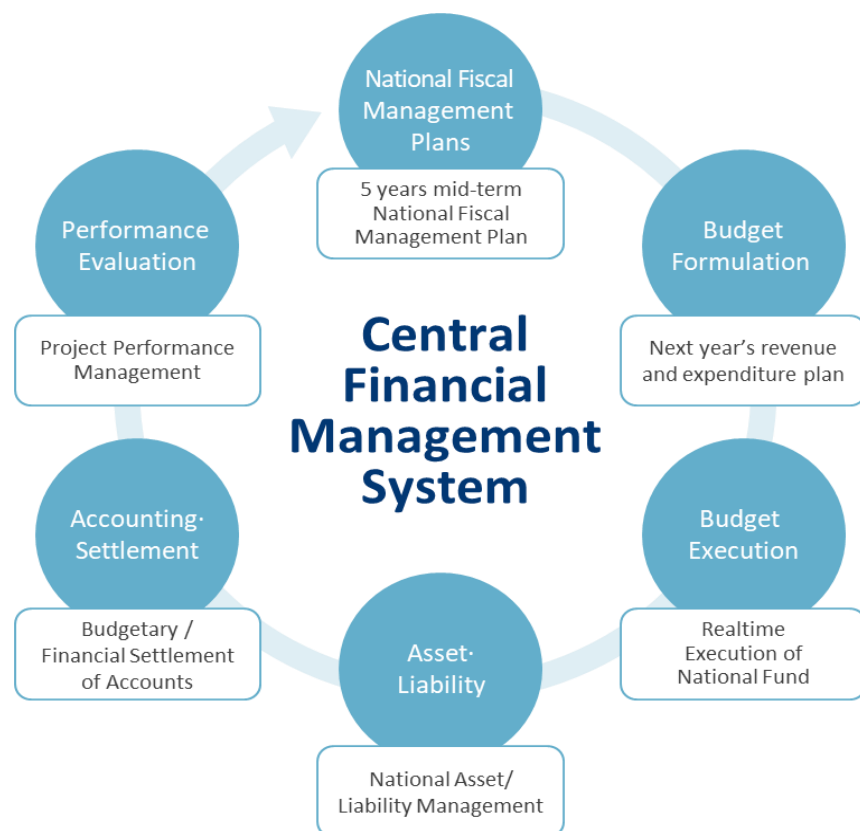 National Fiscal
Management
Plans
5 years mid-term
National Fiscal
Management Plan
Budget
Formulation
Next year’s revenue
and expenditure plan
Budget
Execution
Realtime
Execution of
National Fund
Asset·
Liability
National Asset/
Liability Management
Accounting·
Settlement
Budgetary /
Financial Settlement
of Accounts
Performance
Evaluation
Project Performance
Management
Central
Financial
Management
System